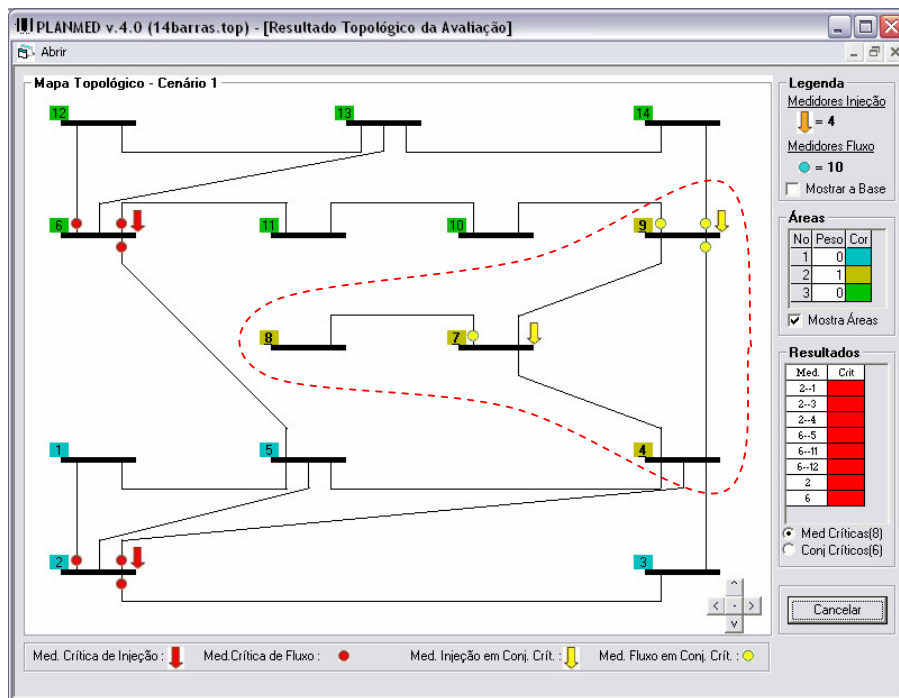 PLANMED v.4.0 (14barras.top) - [Resultado Topológico da Avaliação]
Abrir
Mapa Topológico - Cenário 1
12
13
14
6
11
10
9
8
7
1
5
4
2
3
< ^ - v >
Legenda
Medidores Injeção
= 4
Medidores Fluxo
= 10
Mostrar a Base
Áreas
No Peso Cor
1 0
2 1
3 0
Mostra Áreas
Resultados
Med. Crit
2--1
2--3
2--4
6--5
6--11
6--12
2
6
Med Críticas(8)
Conj Críticos(6)
Cancelar
Med. Crítica de Injeção : Med.Crítica de Fluxo : Med. Injeção em Conj. Crít. : Med. Fluxo em Conj. Crít. :